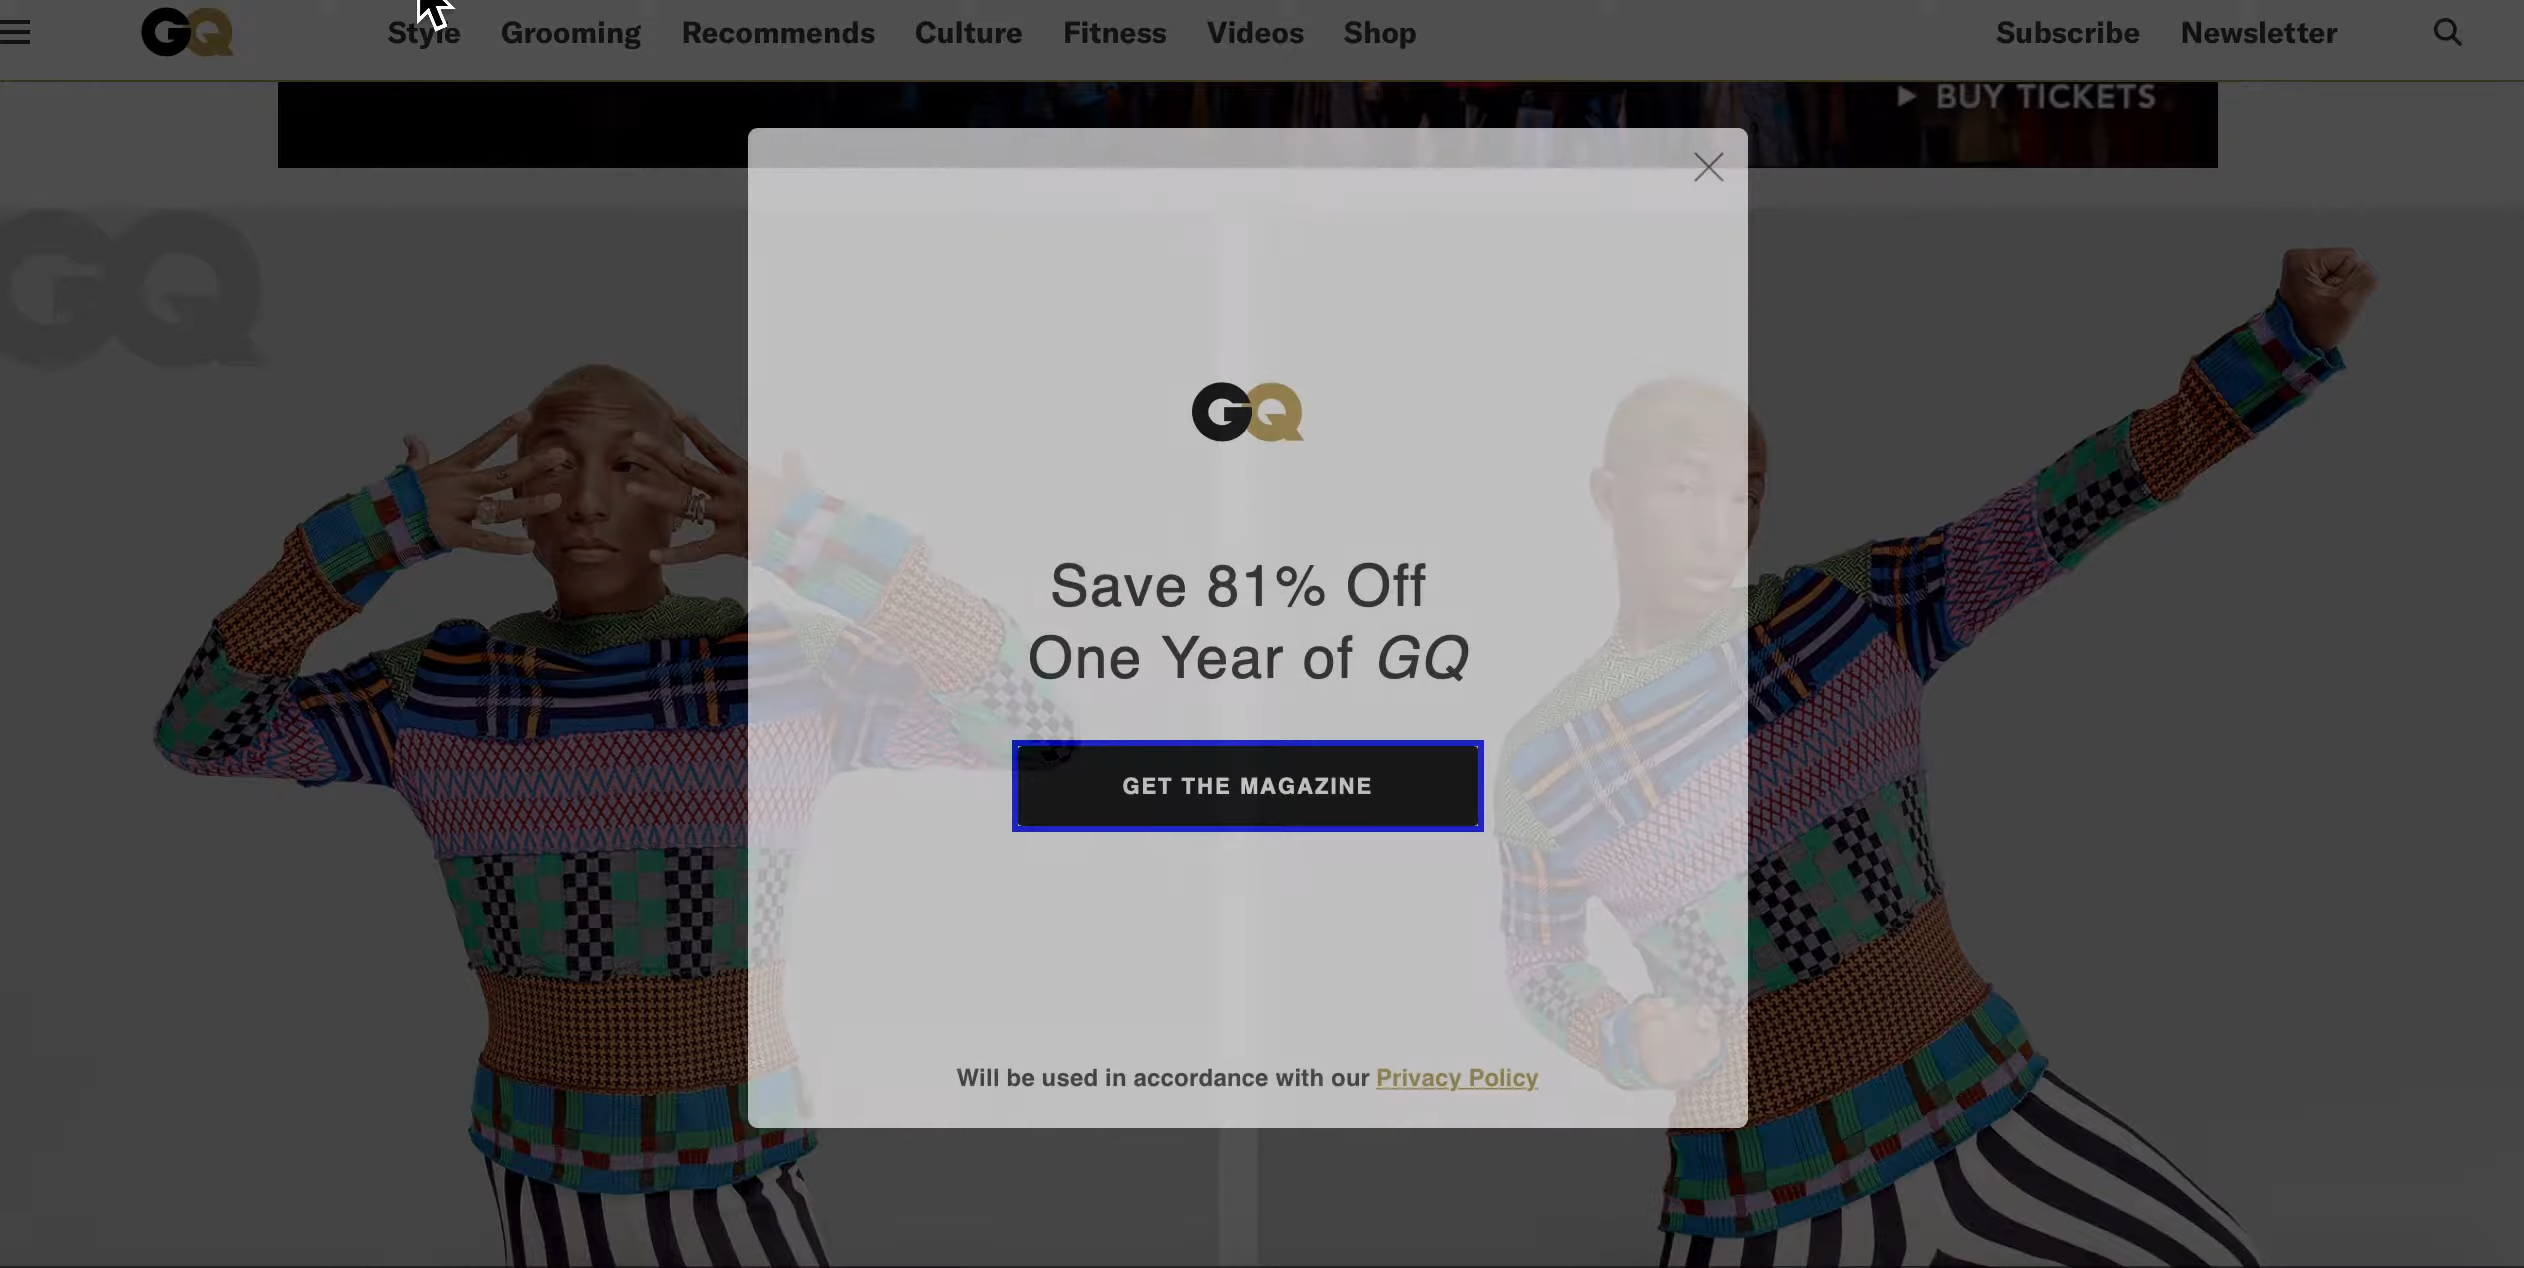 GQ
Style Grooming Recommends Culture Fitness Videos Shop
Subscribe Newsletter
BUY TICKETS
GQ
GQ
Save 81% Off
One Year of GQ
GET THE MAGAZINE
Will be used in accordance with our Privacy Policy